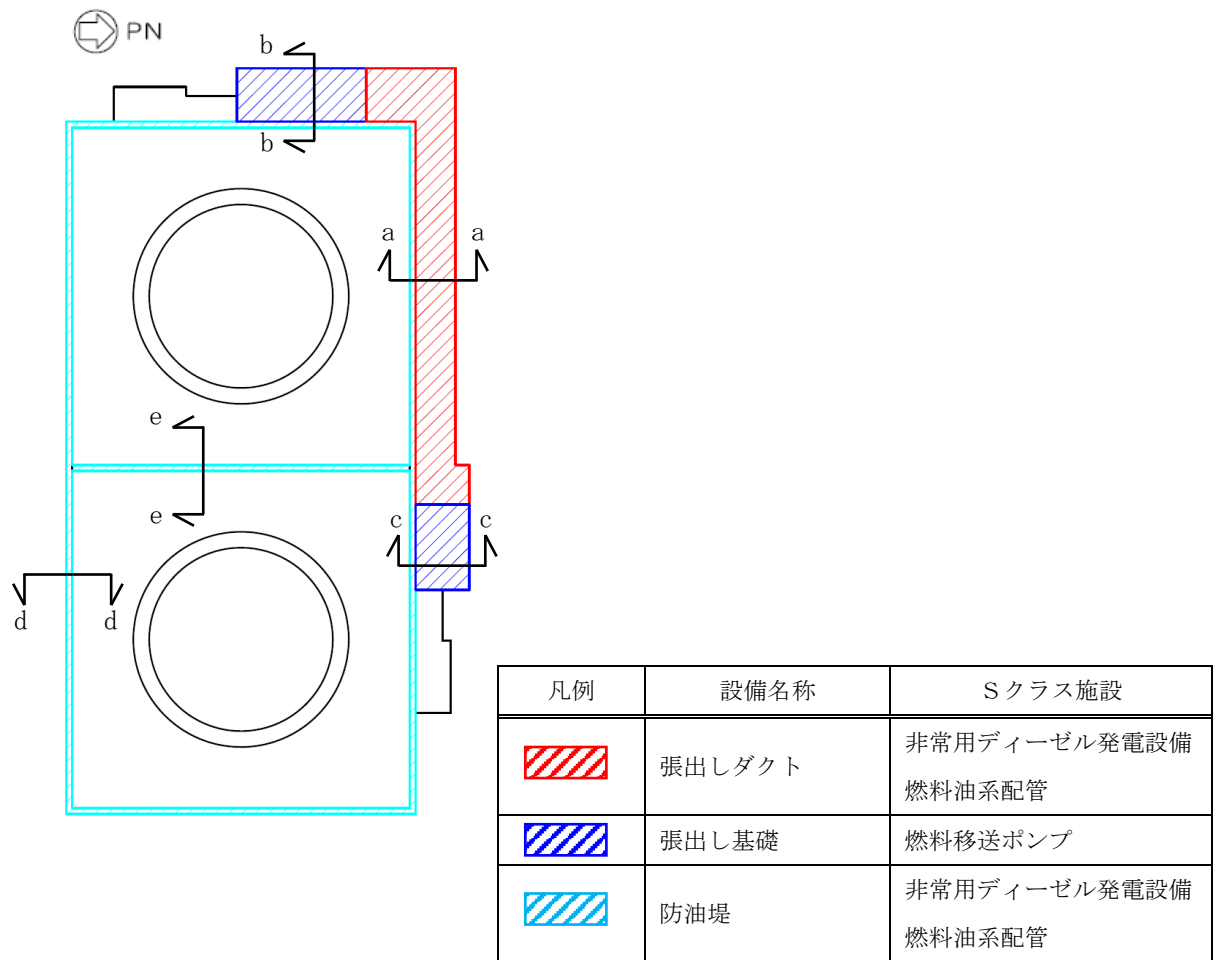 PN
b
b
a a
e
e
c c
d d
凡例 設備名称 Sクラス施設
張出しダクト 非常用ディーゼル発電設備
燃料油系配管
張出し基礎 燃料移送ポンプ
防油堤 非常用ディーゼル発電設備
燃料油系配管